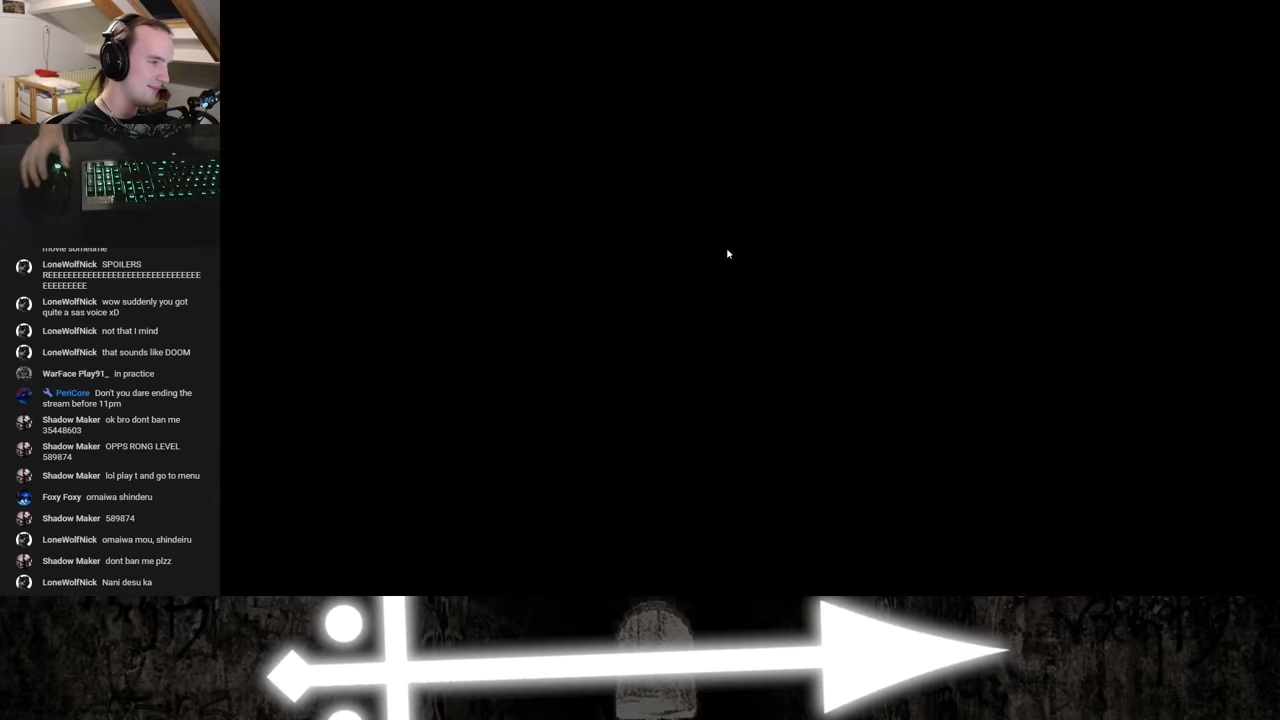 movie sometime
LoneWolfNick SPOILERS
REEEEEEEEEEEEEEEEEEEEEEEEEEEEEE
EEEEEEEEE
LoneWolfNick wow suddenly you got
quite a sas voice xD
LoneWolfNick not that I mind
LoneWolfNick that sounds like DOOM
WarFace Play91_ in practice
PeriCore Don't you dare ending the
stream before 11pm
Shadow Maker ok bro dont ban me
35448603
Shadow Maker OPPS RONG LEVEL
589874
Shadow Maker lol play t and go to menu
Foxy Foxy omaiwa shinderu
Shadow Maker 589874
LoneWolfNick omaiwa mou, shindeiru
Shadow Maker dont ban me plzz
LoneWolfNick Nani desu ka